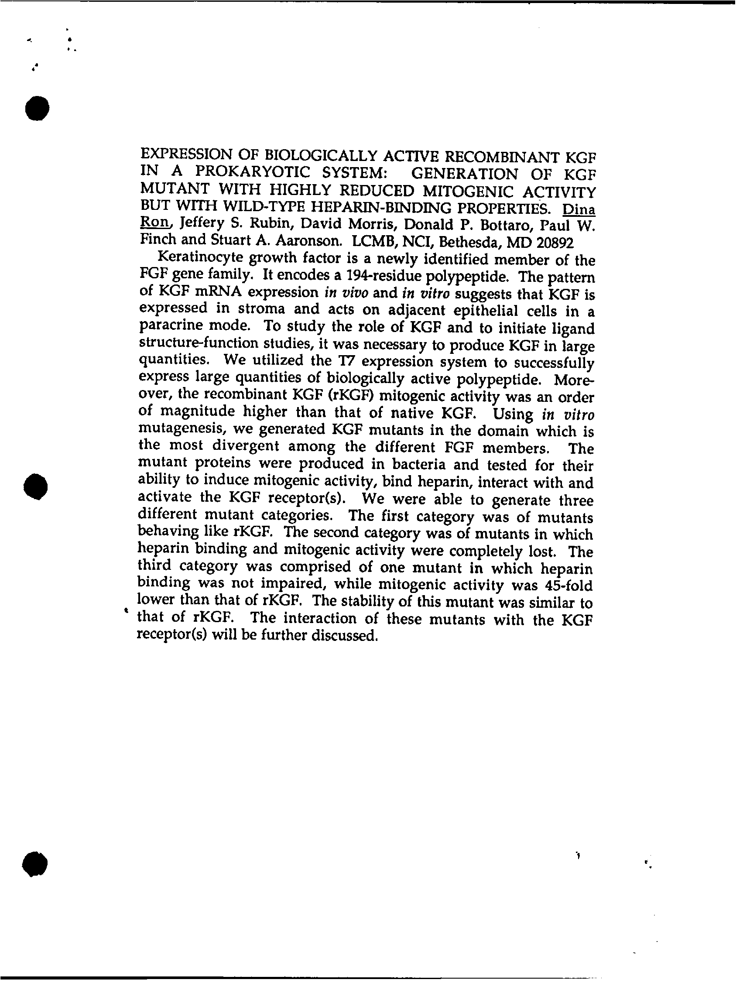 EXPRESSION OF BIOLOGICALLY ACTIVE RECOMBINANT KGF
IN A PROKARYOTIC SYSTEM: GENERATION OF KGF
MUTANT WITH HIGHLY REDUCED MITOGENIC ACTIVITY
BUT WITH WILD-TYPE HEPARIN-BINDING PROPERTIES. Dina
Ron, Jeffery S. Rubin, David Morris, Donald P. Bottaro, Paul W.
Finch and Stuart A. Aaronson. LCMB, NCI, Bethesda, MD 20892
Keratinocyte growth factor is a newly identified member of the
FGF gene family. It encodes a 194-residue polypeptide. The pattern
of KGF mRNA expression in vivo and in vitro suggests that KGF is
expressed in stroma and acts on adjacent epithelial cells in a
paracrine mode. To study the role of KGF and to initiate ligand
structure-function studies, it was necessary to produce KGF in large
quantities. We utilized the T7 expression system to successfully
express large quantities of biologically active polypeptide. More-
over, the recombinant KGF (rKGF) mitogenic activity was an order
of magnitude higher than that of native KGF. Using in vitro
mutagenesis, we generated KGF mutants in the domain which is
the most divergent among the different FGF members. The
mutant proteins were produced in bacteria and tested for their
ability to induce mitogenic activity, bind heparin, interact with and
activate the KGF receptor(s). We were able to generate three
different mutant categories. The first category was of mutants
behaving like rKGF. The second category was of mutants in which
heparin binding and mitogenic activity were completely lost. The
third category was comprised of one mutant in which heparin
binding was not impaired, while mitogenic activity was 45-fold
lower than that of rKGF. The stability of this mutant was similar to
that of rKGF. The interaction of these mutants with the KGF
receptor(s) will be further discussed.